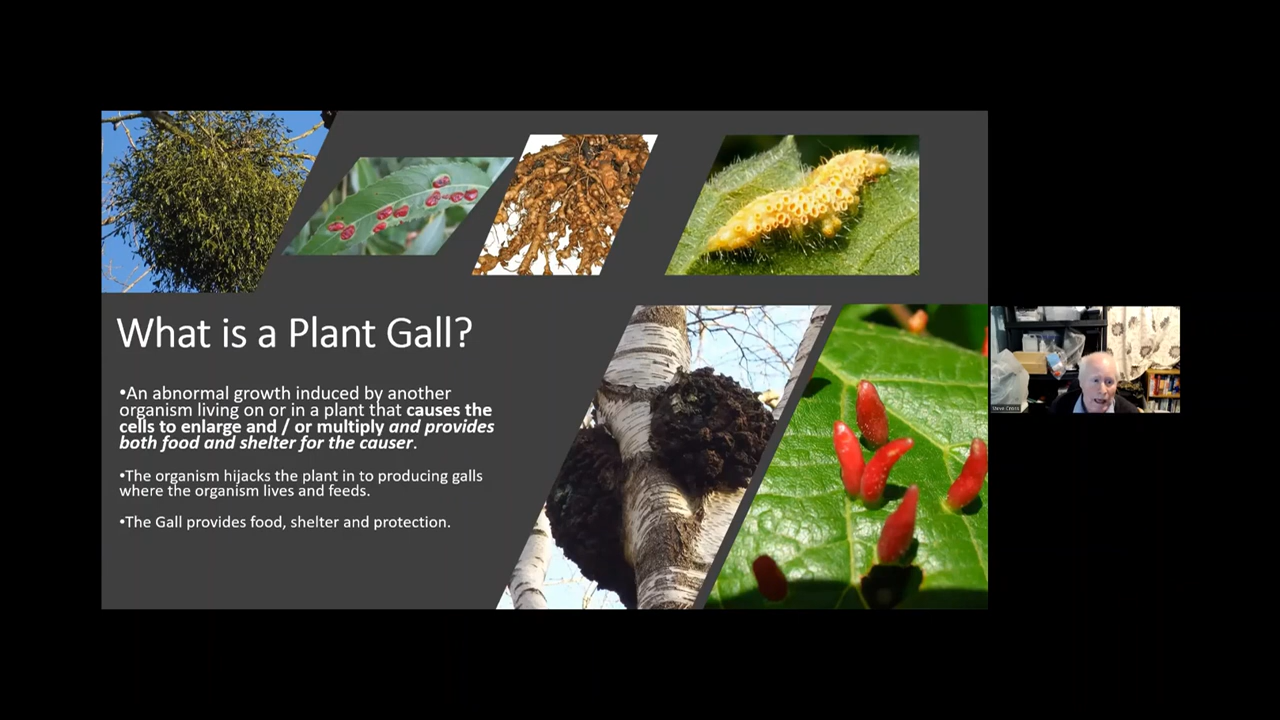 What is a Plant Gall?
•An abnormal growth induced by another
organism living on or in a plant that causes the
cells to enlarge and / or multiply and provides
both food and shelter for the causer.
•The organism hijacks the plant in to producing galls
where the organism lives and feeds.
•The Gall provides food, shelter and protection.